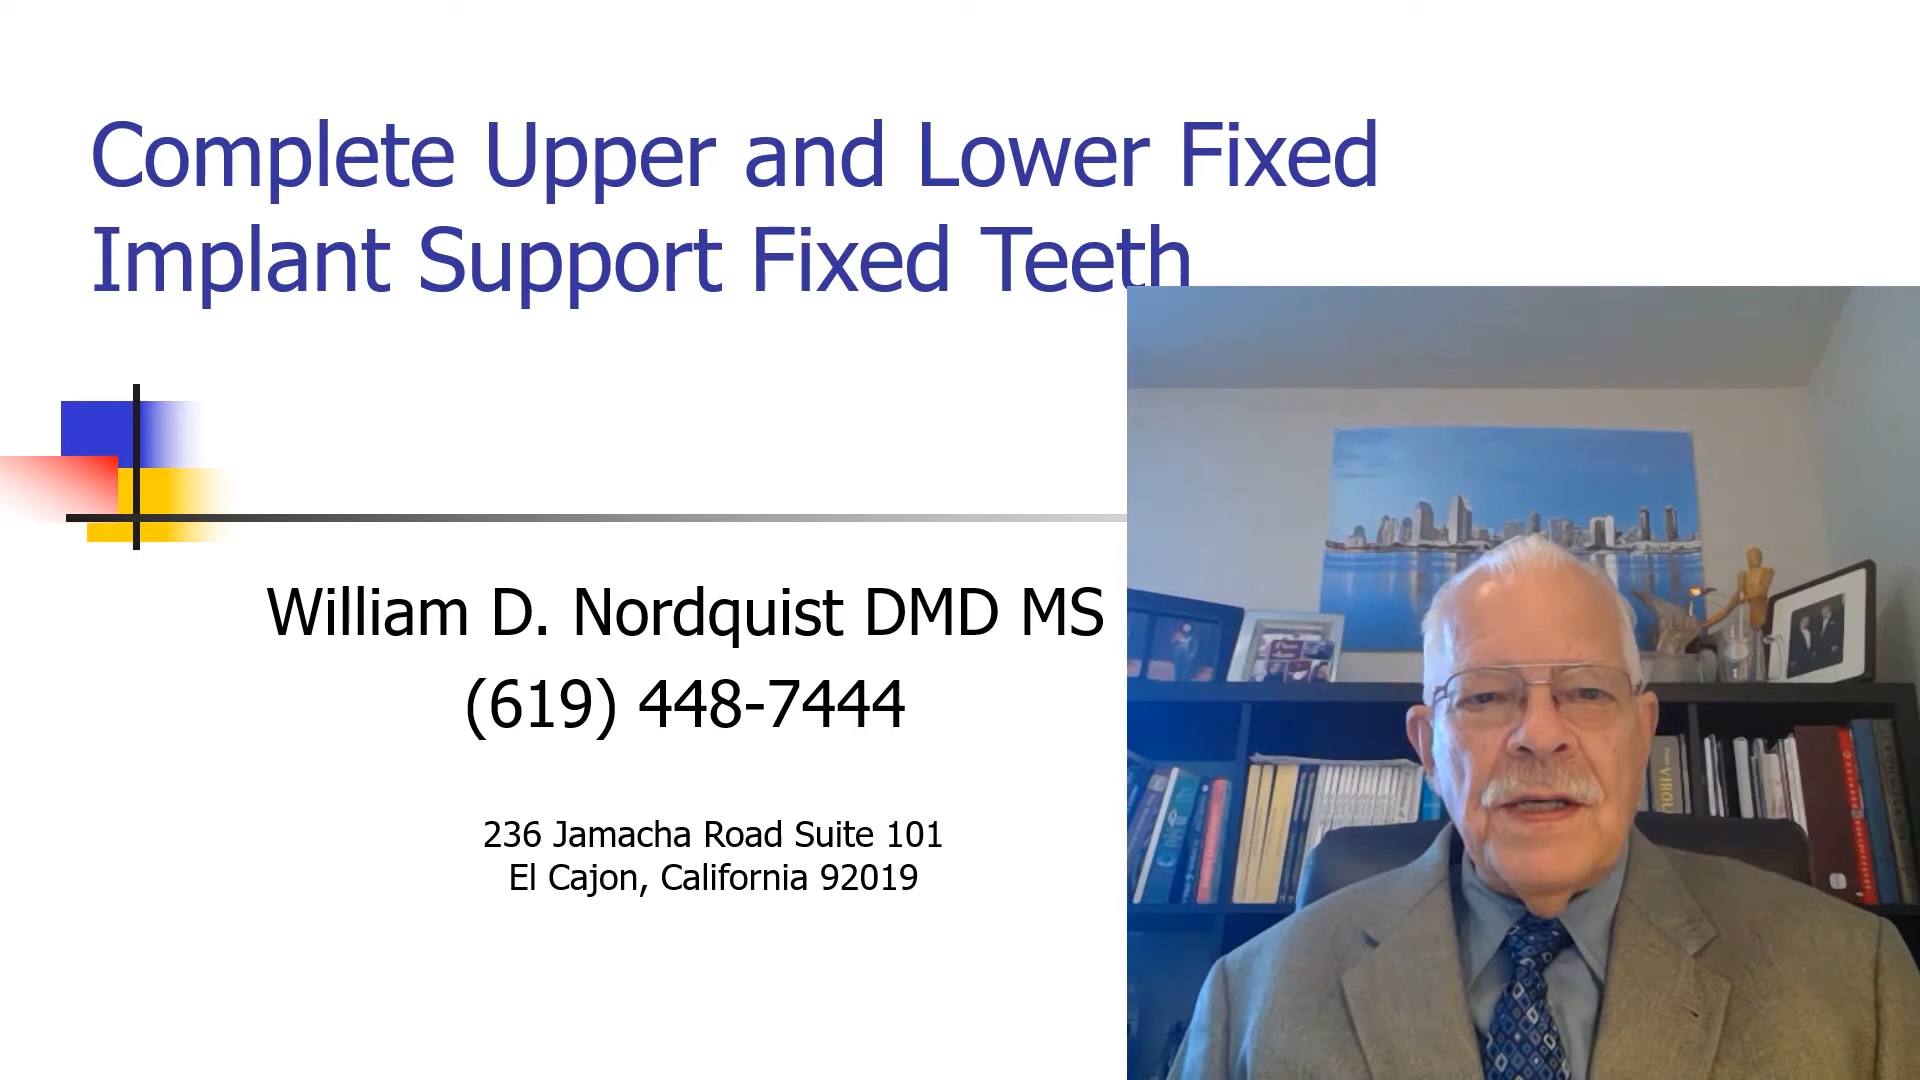 Complete Upper and Lower Fixed
Implant Support Fixed Teeth
William D. Nordquist DMD MS
(619) 448-7444
236 Jamacha Road Suite 101
El Cajon, California 92019